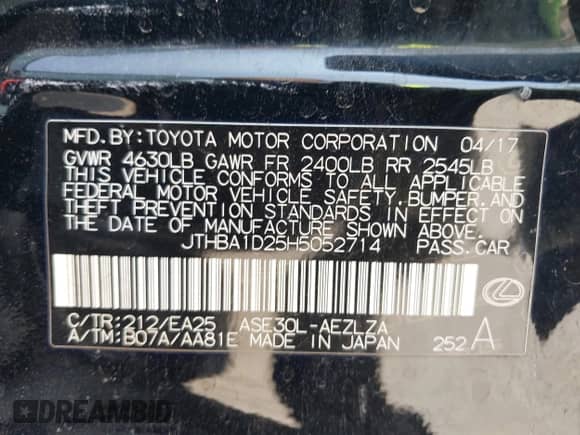 MFD.BY:TOYOTA MOTOR CORPORATION 04/17
GVWR 4630LB GAWR FR 2400LB RR 2545LB
THIS VEHICLE CONFORMS TO ALL APPLICABLE
FEDERAL MOTOR VEHICLE SAFETY,BUMPER,AND
THEFT PREVENTION STANDARDS IN EFFECT ON
THE DATE OF MANUFACTURE SHOWN ABOVE.
JTHBA1D25H5052714 PASS.CAR
C/TR:212/EA25 ASE30L-AEZLZA
A/TM:B07A/AA81E MADE IN JAPAN 252 A
DREAMBID